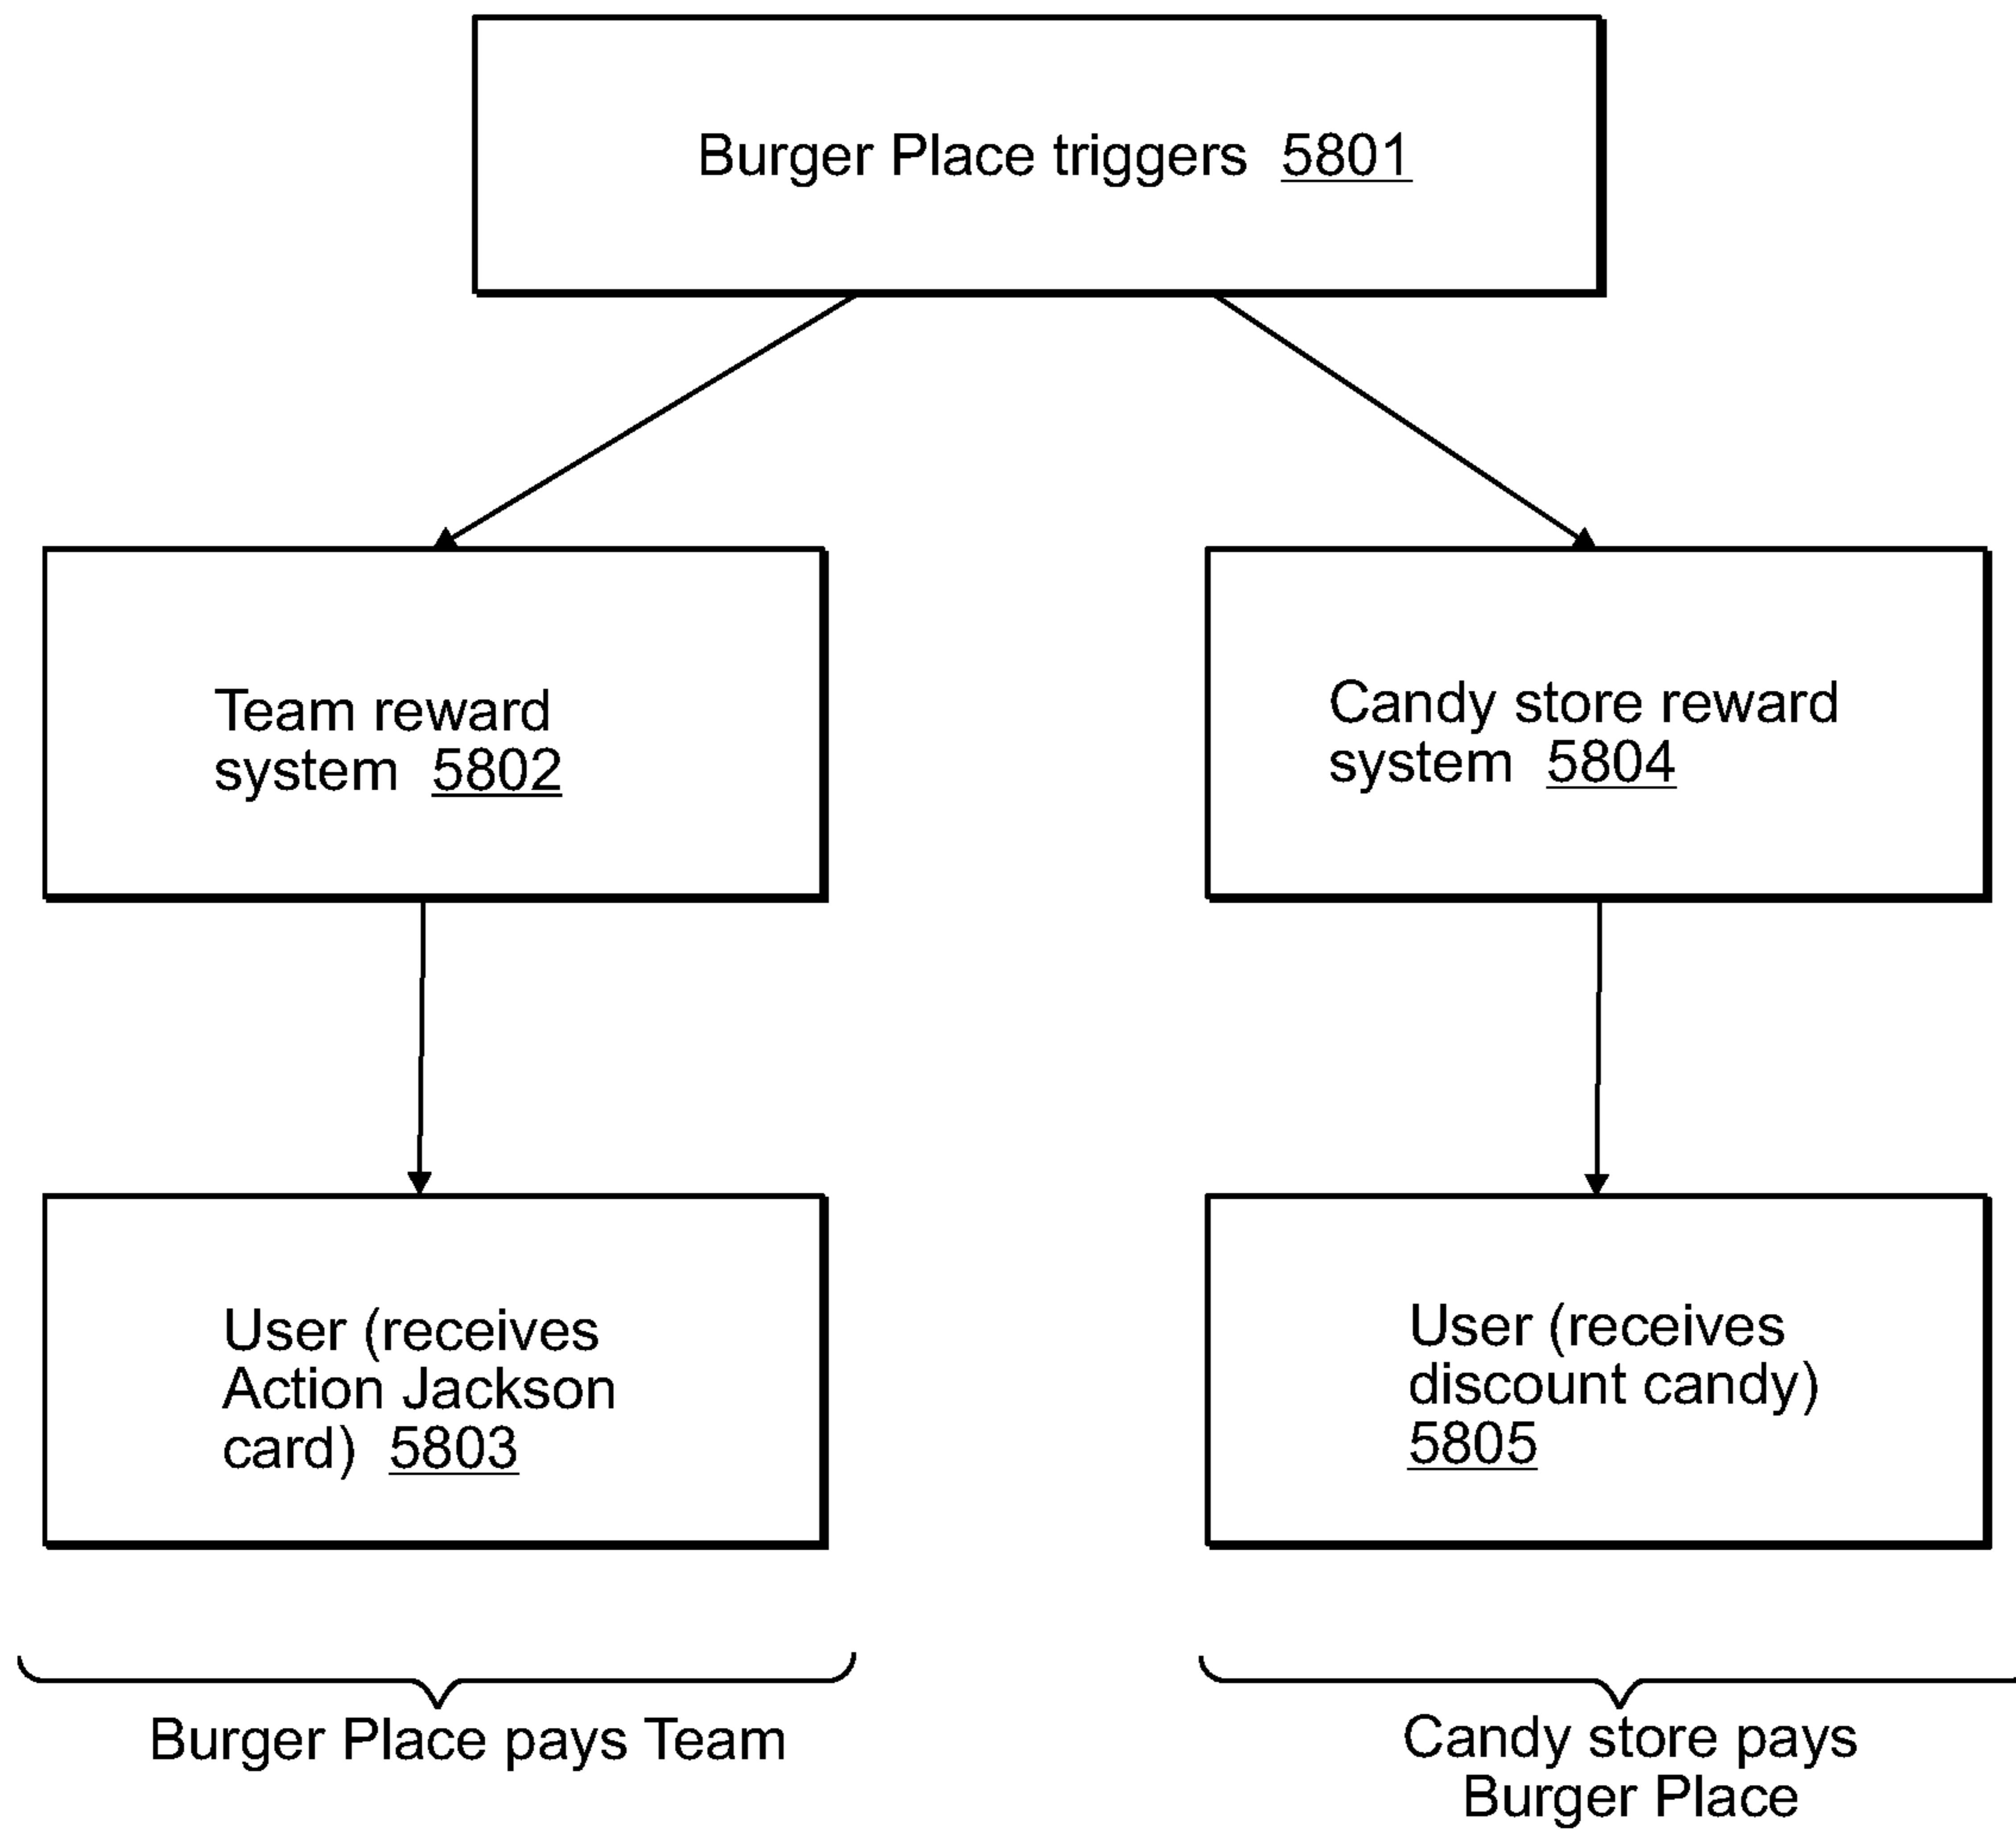 Burger Place triggers 5801
Team reward
system 5802
Candy store reward
system 5804
User (receives
Action Jackson
card) 5803
User (receives
discount candy)
5805
Burger Place pays Team
Candy store pays
Burger Place